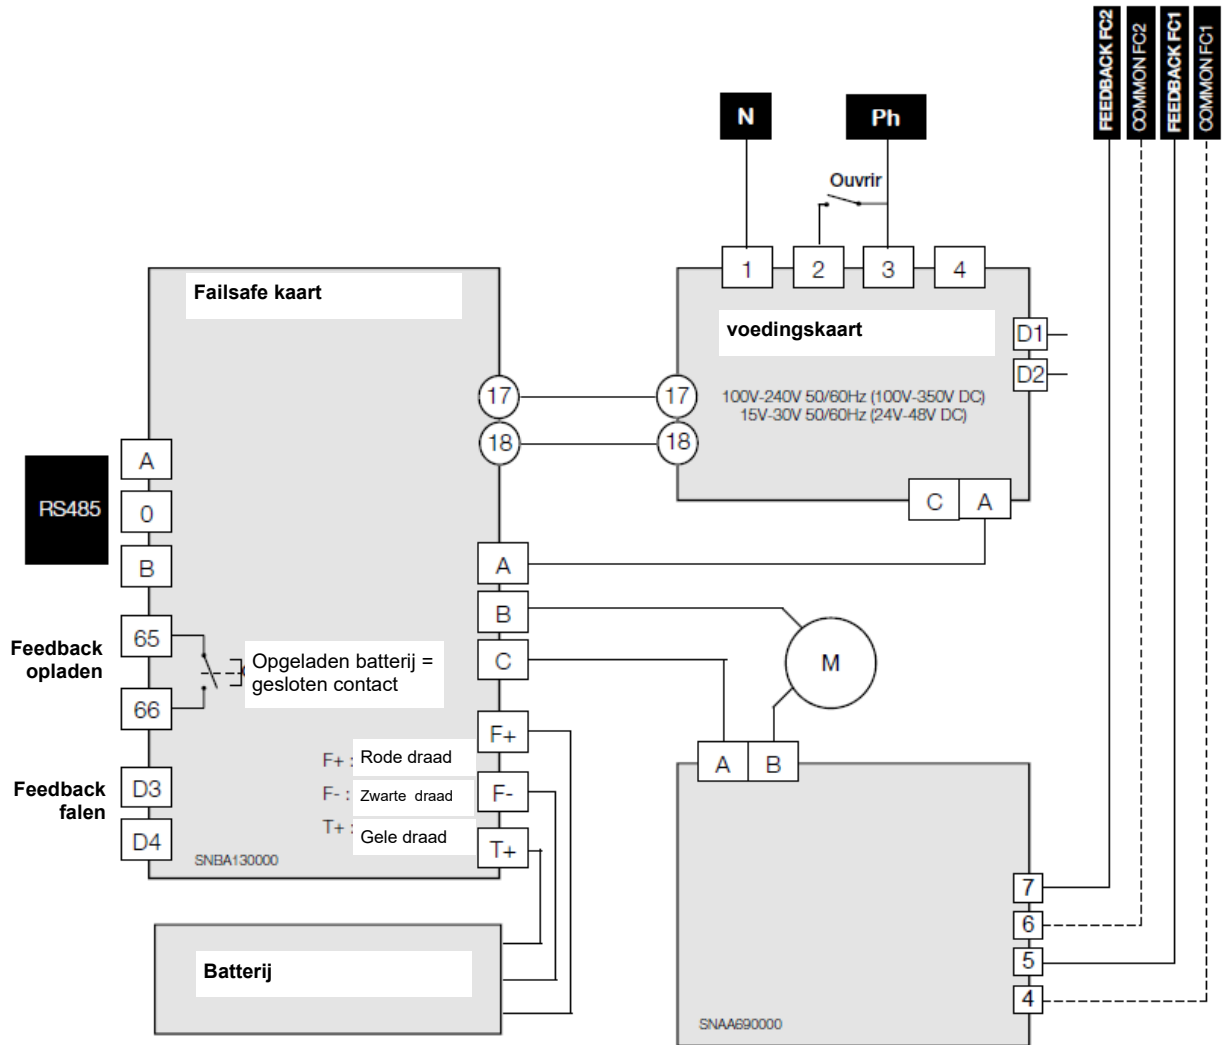 FEEDBACK FC2
COMMON FC2
FEEDBACK FC1
COMMON FC1
N
Ph
Ouvrir
1
2
3
4
Failsafe kaart
voedingskaart
D1
D2
100V-240V 50/60Hz (100V-350V DC)
15V-30V 50/60Hz (24V-48V DC)
17
17
18
18
C
A
RS485
A
0
B
A
B
C
Feedback
opladen
65
66
Opgeladen batterij =
gesloten contact
M
F+ : Rode draad
F- : Zwarte draad
T+ : Gele draad
F+
F-
T+
Feedback
falen
D3
D4
SNBA130000
A
B
7
6
5
4
Batterij
SNAA690000